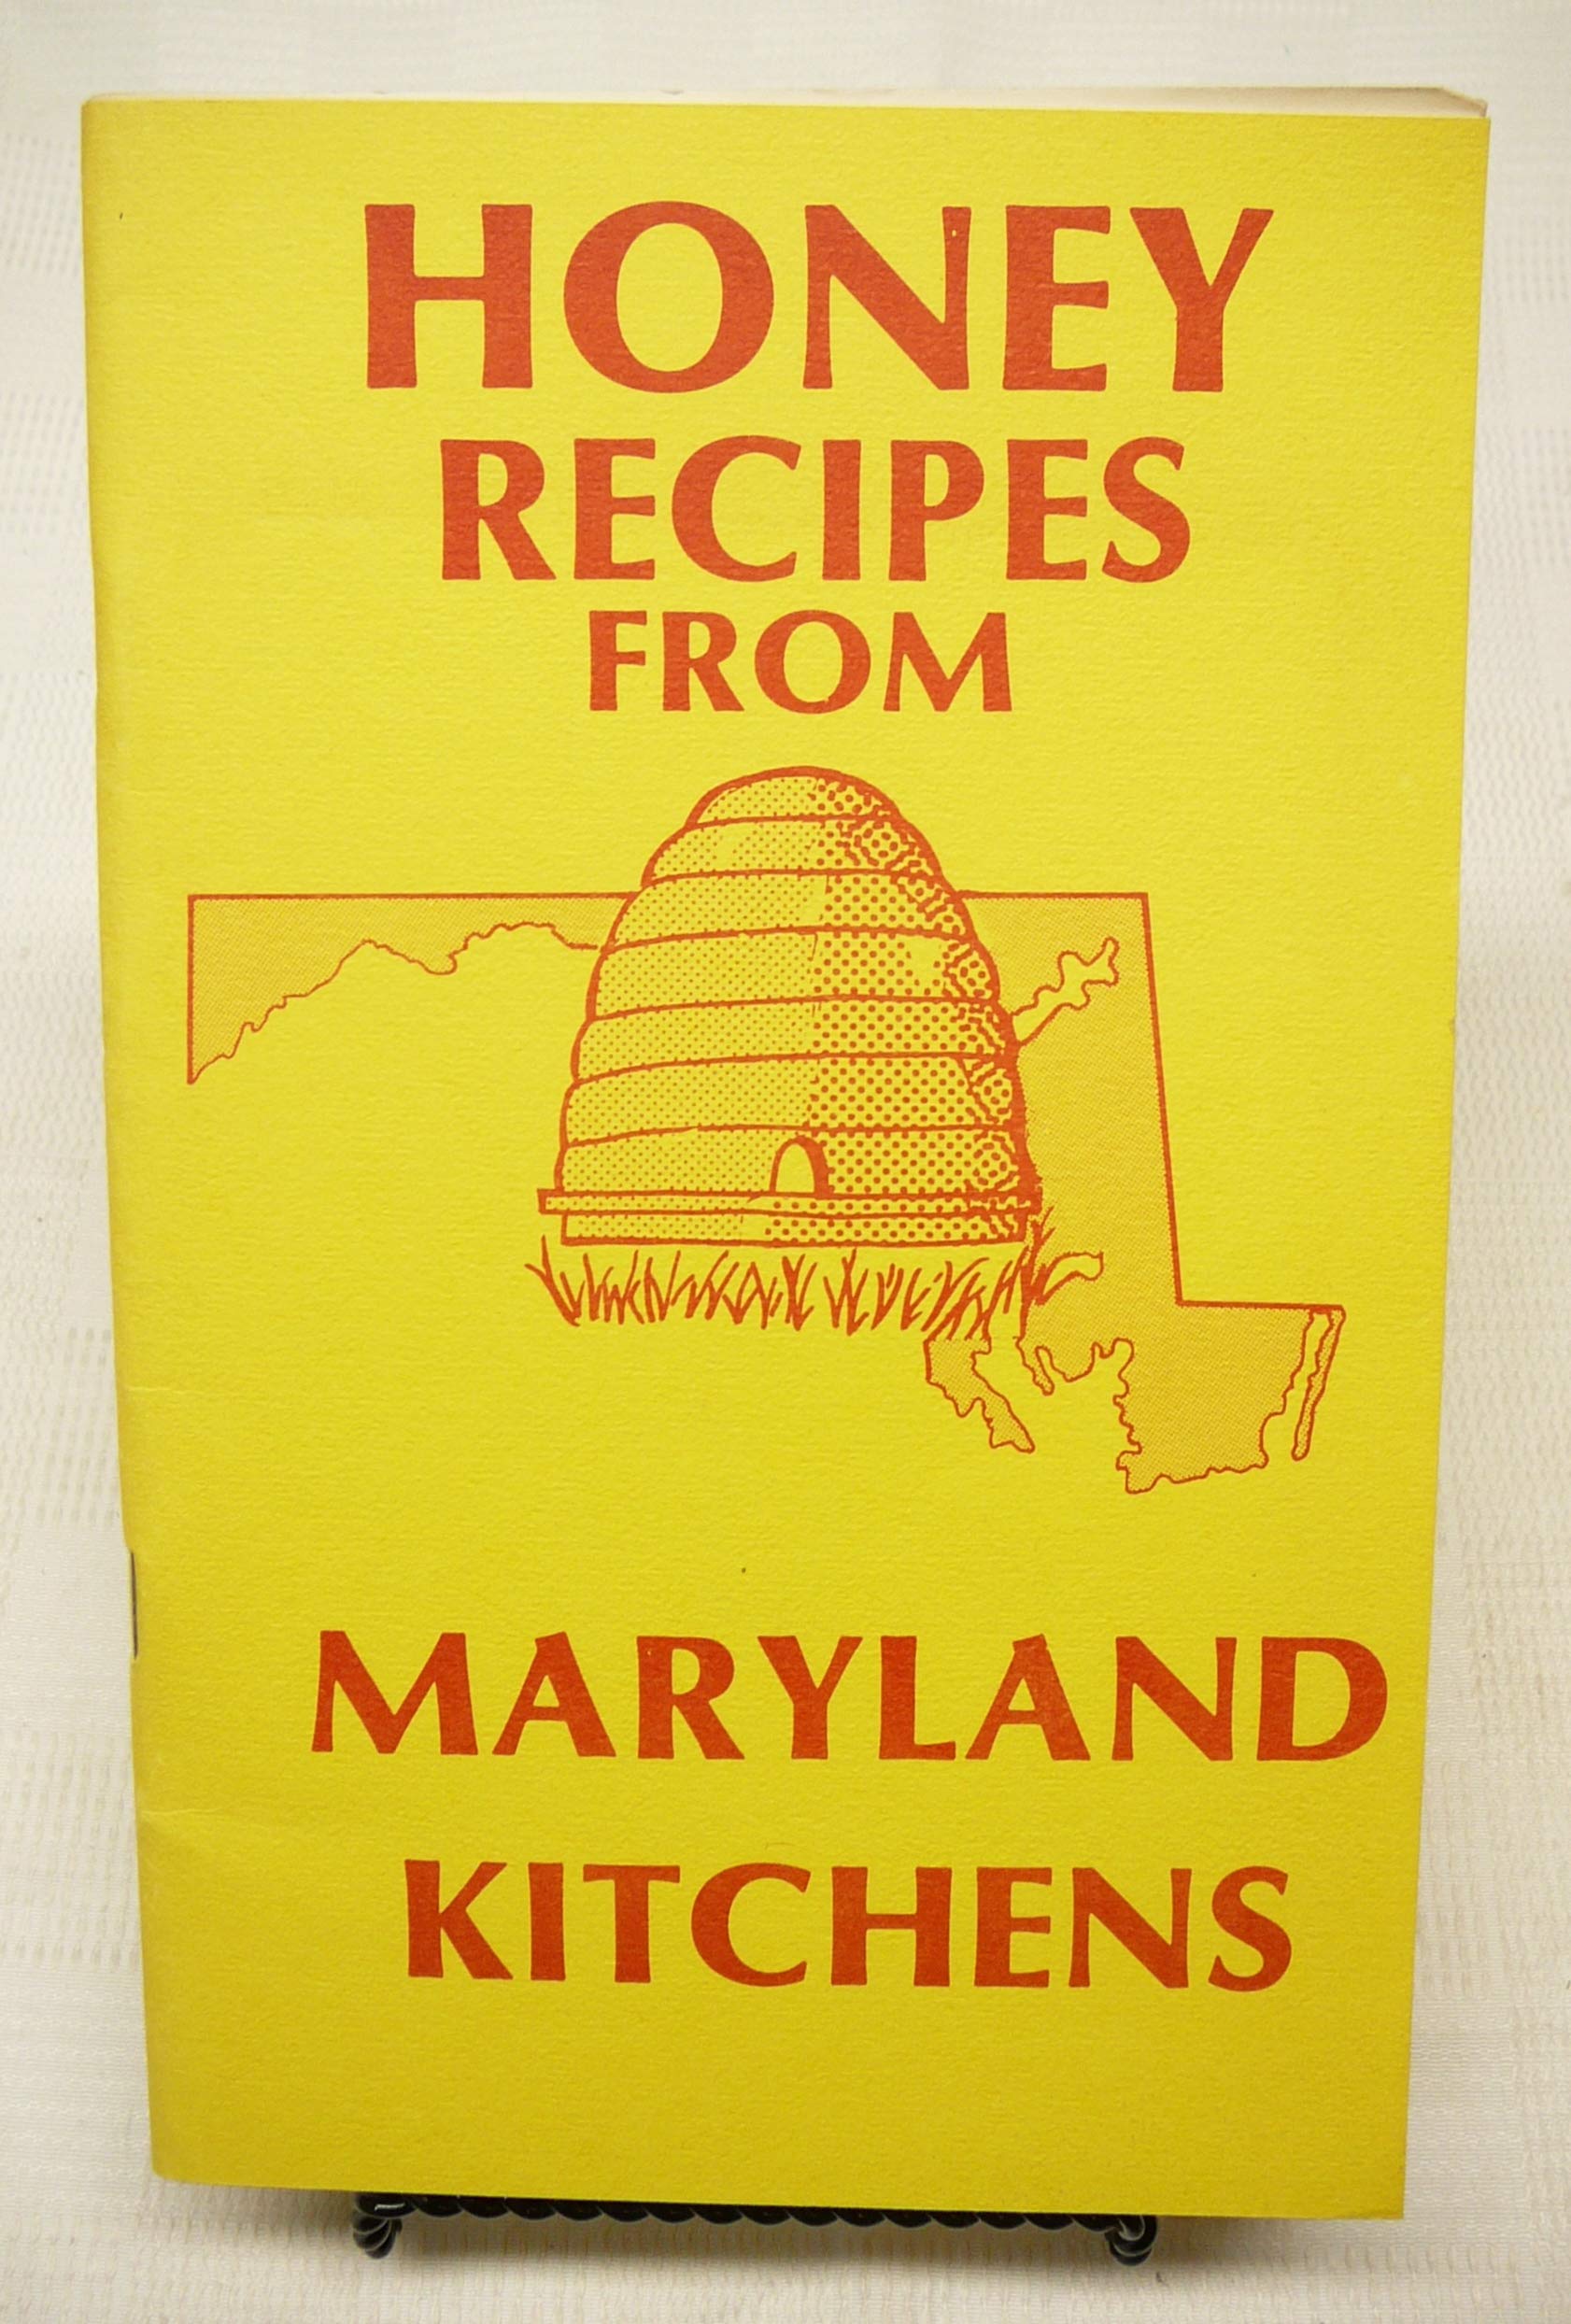 HONEY
RECIPES
FROM
MARYLAND
KITCHENS